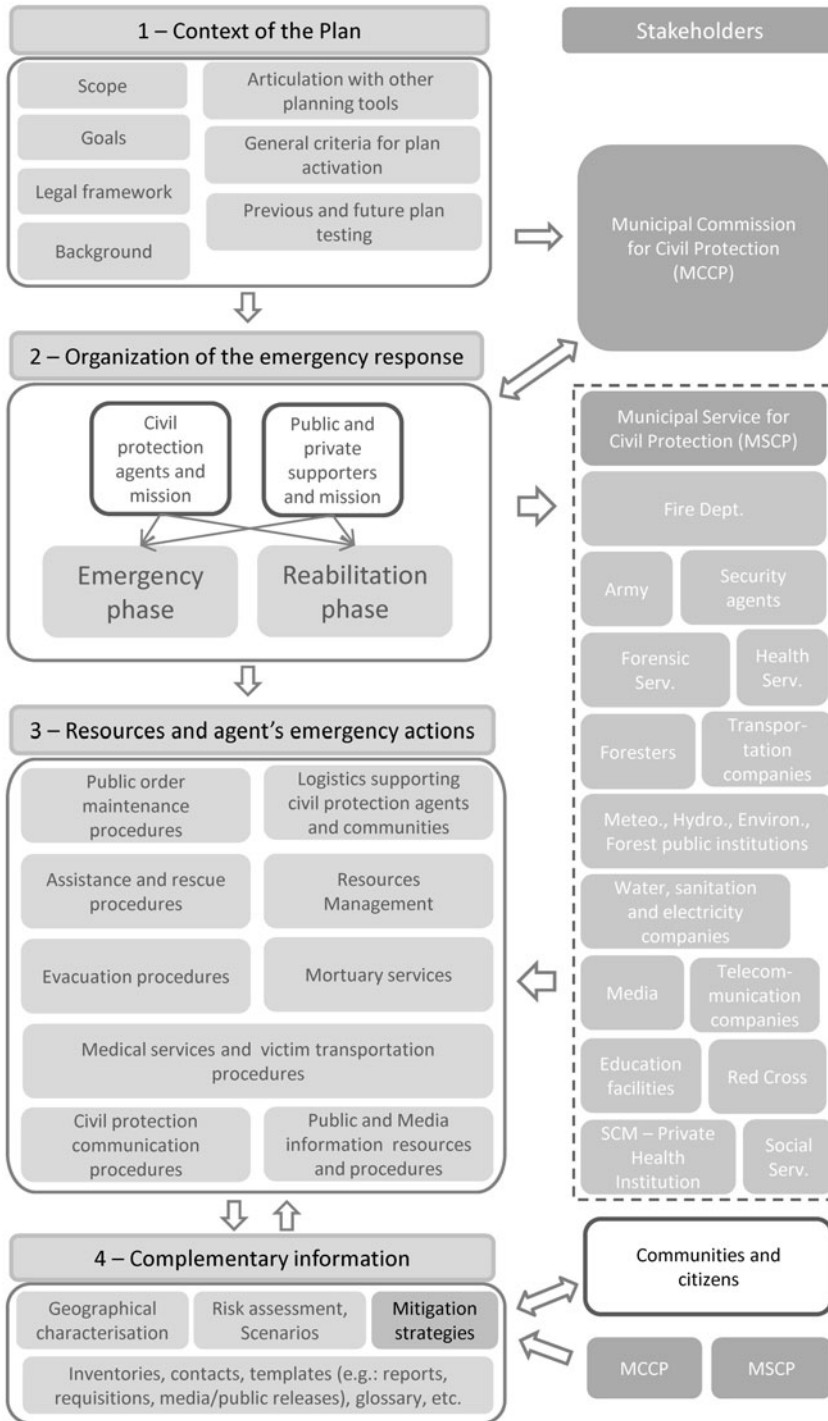 1 – Context of the Plan
Scope
Goals
Legal framework
Background
Articulation with other
planning tools
General criteria for plan
activation
Previous and future plan
testing
Stakeholders
Municipal Commission
for Civil Protection
(MCCP)
2 – Organization of the emergency response
Civil
protection
agents and
mission
Public and
private
supporters
and mission
Emergency
phase
Reabilitation
phase
Municipal Service for
Civil Protection (MSCP)
Fire Dept.
Army
Security
agents
Forensic
Serv.
Health
Serv.
Foresters
Transpor-
tation
companies
Meteo., Hydro., Environ.,
Forest public institutions
Water, sanitation
and electricity
companies
Media
Telecom-
munication
companies
Education
facilities
Red Cross
SCM – Private
Health
Institution
Social
Serv.
3 – Resources and agent’s emergency actions
Public order
maintenance
procedures
Logistics supporting
civil protection agents
and communities
Assistance and rescue
procedures
Resources
Management
Evacuation procedures
Mortuary services
Medical services and victim transportation
procedures
Civil protection
communication
procedures
Public and Media
information resources
and procedures
4 – Complementary information
Geographical
characterisation
Risk assessment,
Scenarios
Mitigation
strategies
Inventories, contacts, templates (e.g.: reports,
requisitions, media/public releases), glossary, etc.
Communities and
citizens
MCCP
MSCP